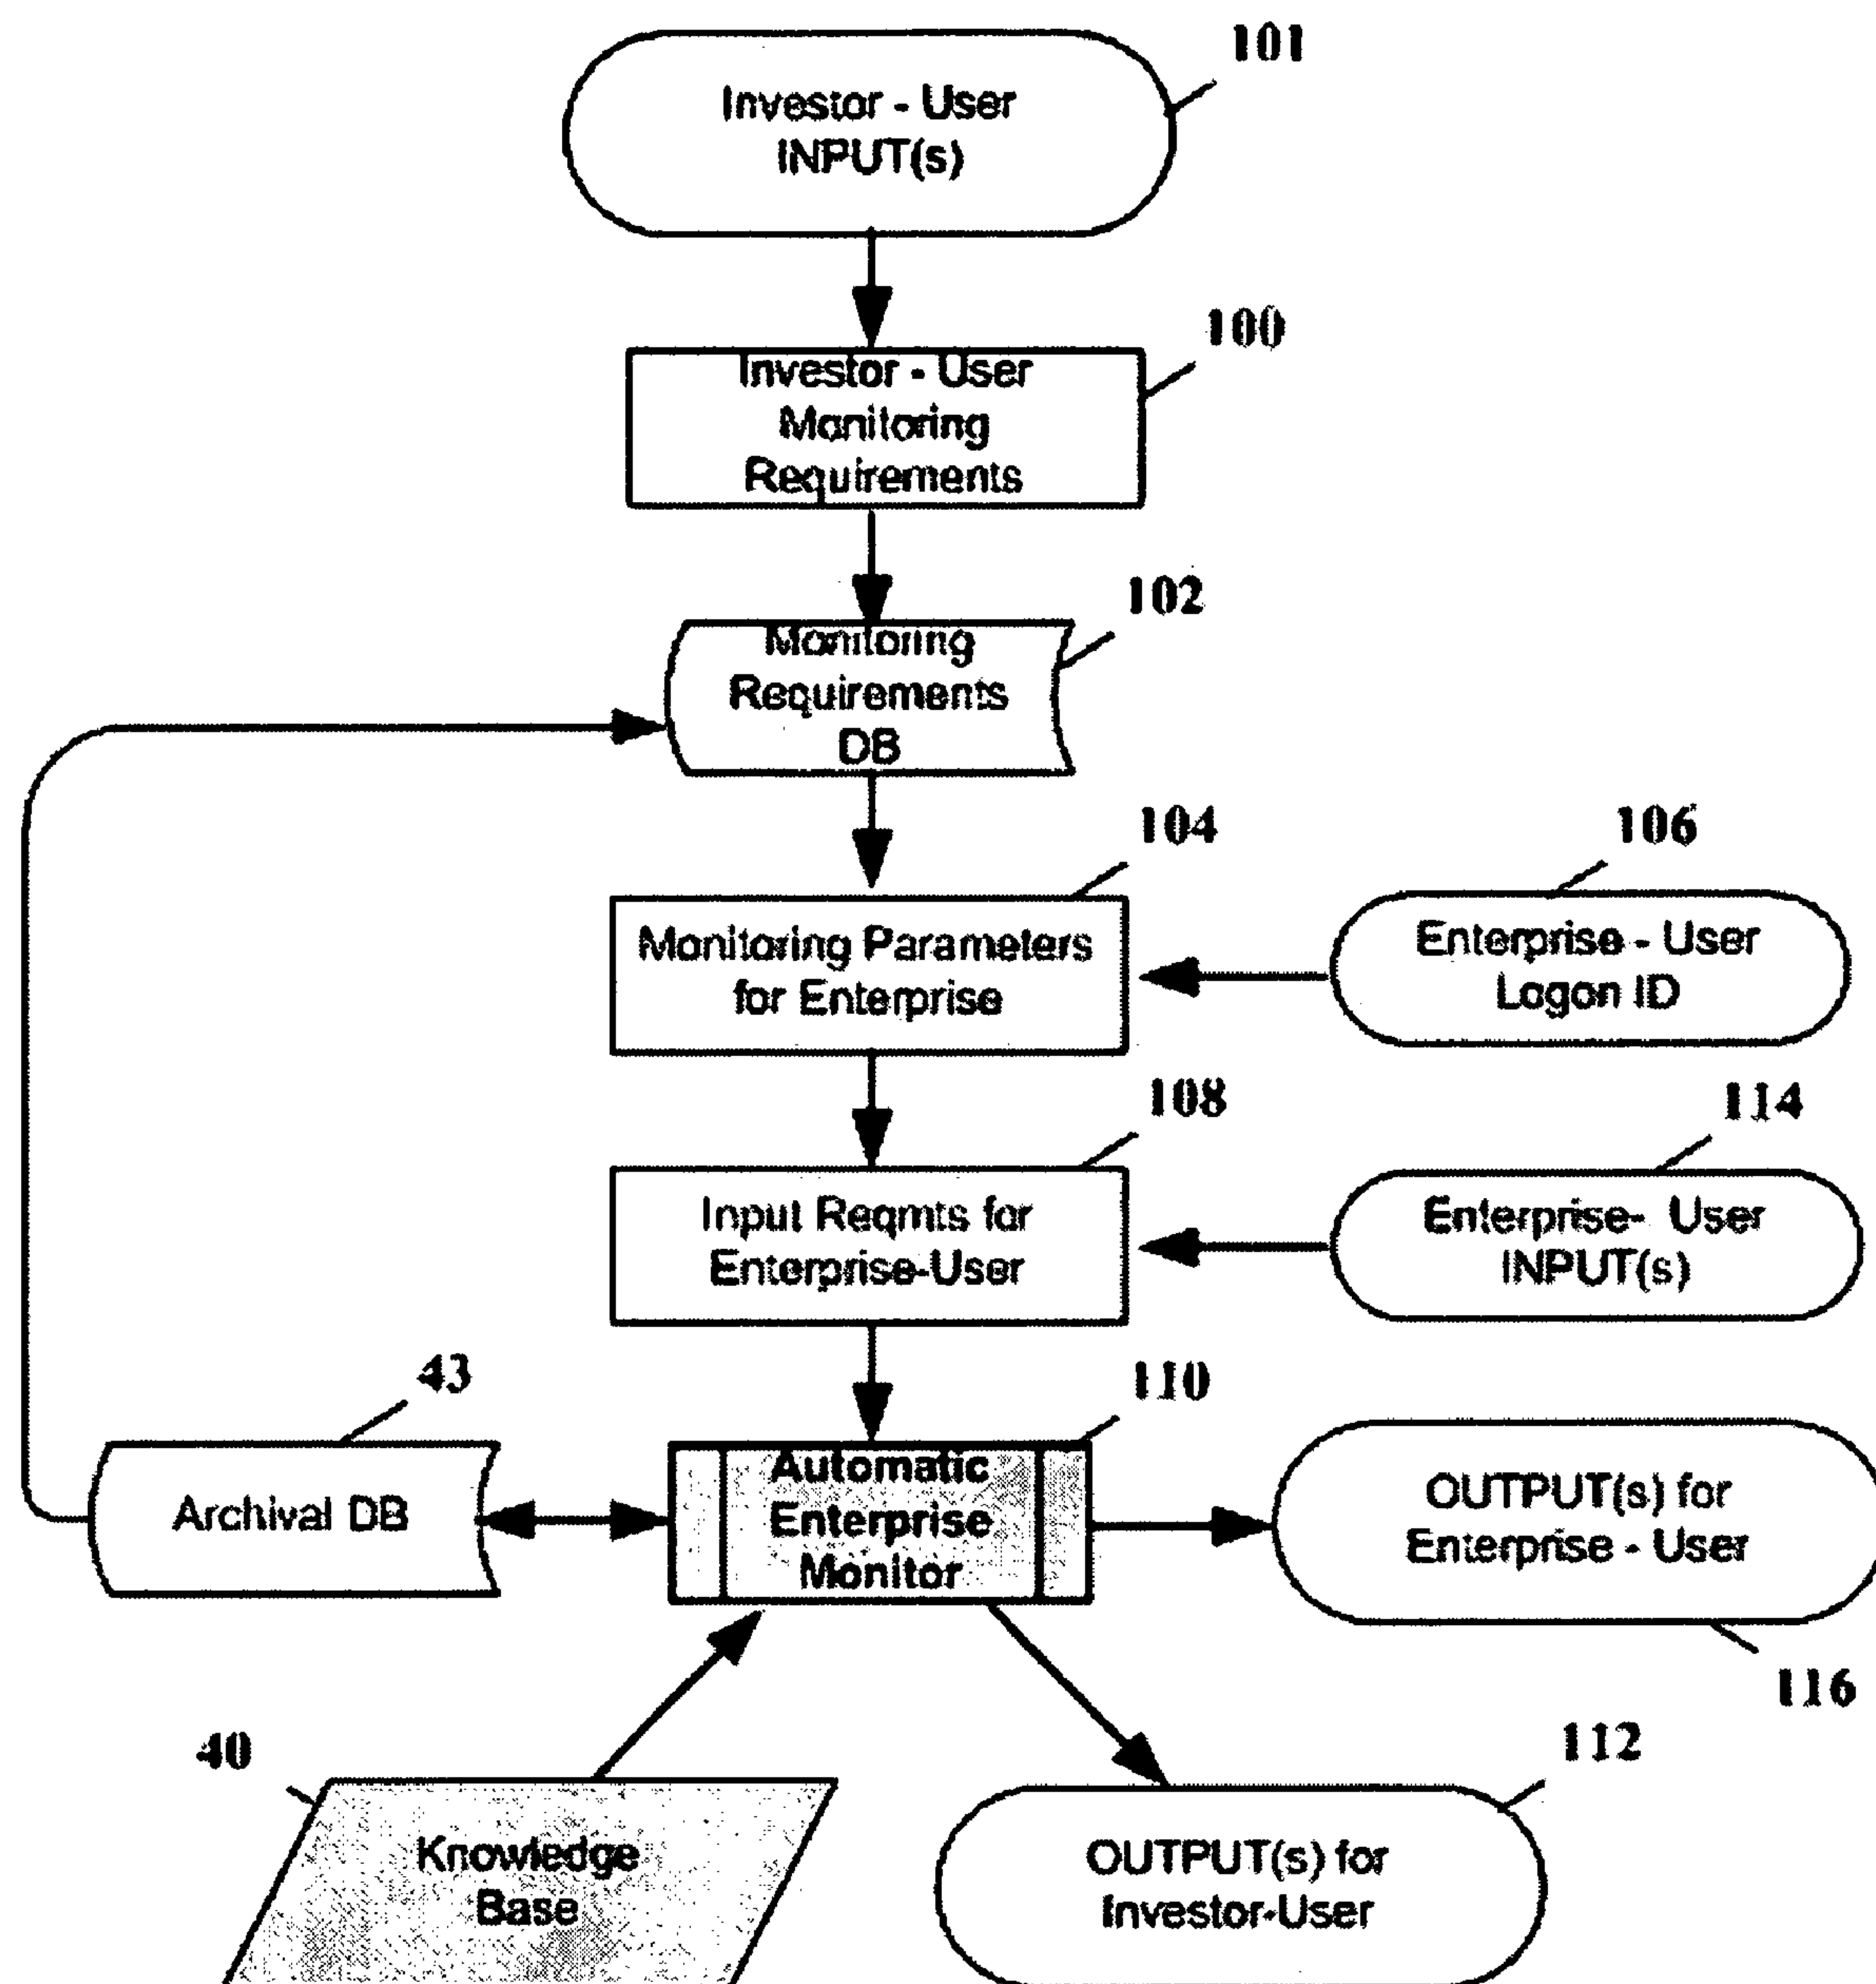 101
Investor - User
INPUT(s)
100
Investor - User
Monitoring
Requirements
102
Monitoring
Requirements
DB
104
Monitoring Parameters
for Enterprise
106
Enterprise - User
Logon ID
108
Input Reqmts for
Enterprise-User
114
Enterprise- User
INPUT(s)
43
Archival DB
110
Automatic
Enterprise
Monitor
OUTPUT(s) for
Enterprise - User
116
40
Knowledge
Base
112
OUTPUT(s) for
Investor-User